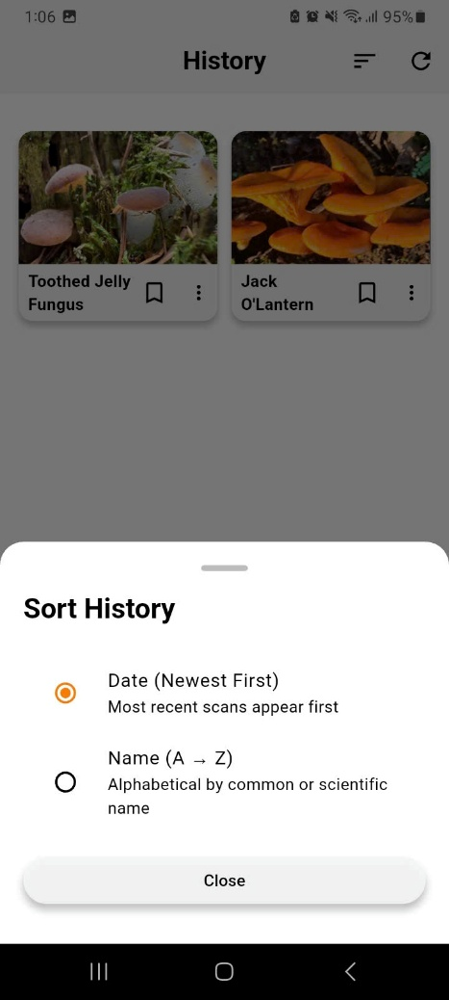 1:06 95%
History
Toothed Jelly
Fungus
Jack
O'Lantern
Sort History
Date (Newest First)
Most recent scans appear first
Name (A → Z)
Alphabetical by common or scientific
name
Close